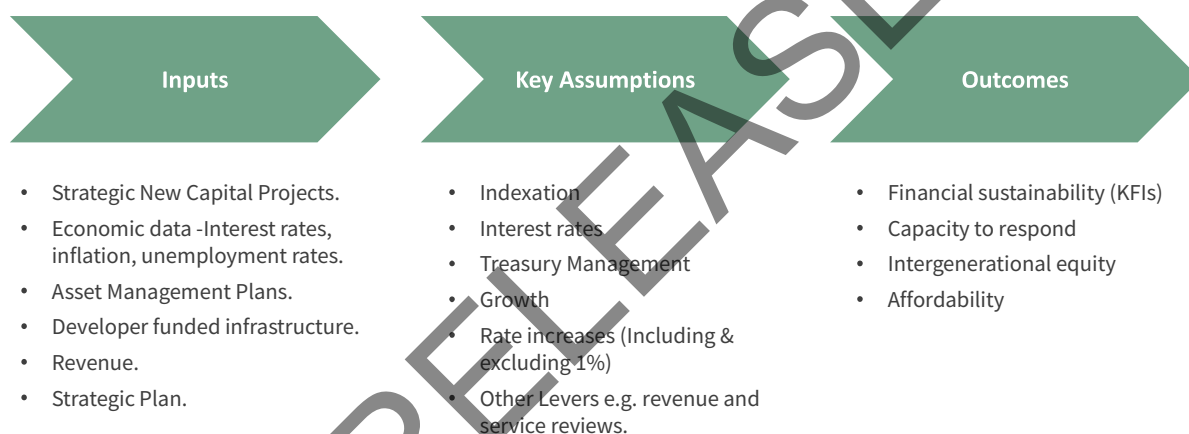 Inputs
• Strategic New Capital Projects.
• Economic data -Interest rates,
inflation, unemployment rates.
• Asset Management Plans.
• Developer funded infrastructure.
• Revenue.
• Strategic Plan.
Key Assumptions
• Indexation
• Interest rates
• Treasury Management
• Growth
• Rate increases (Including &
excluding 1%)
• Other Levers e.g. revenue and
service reviews.
Outcomes
• Financial sustainability (KFIs)
• Capacity to respond
• Intergenerational equity
• Affordability
RELEASE